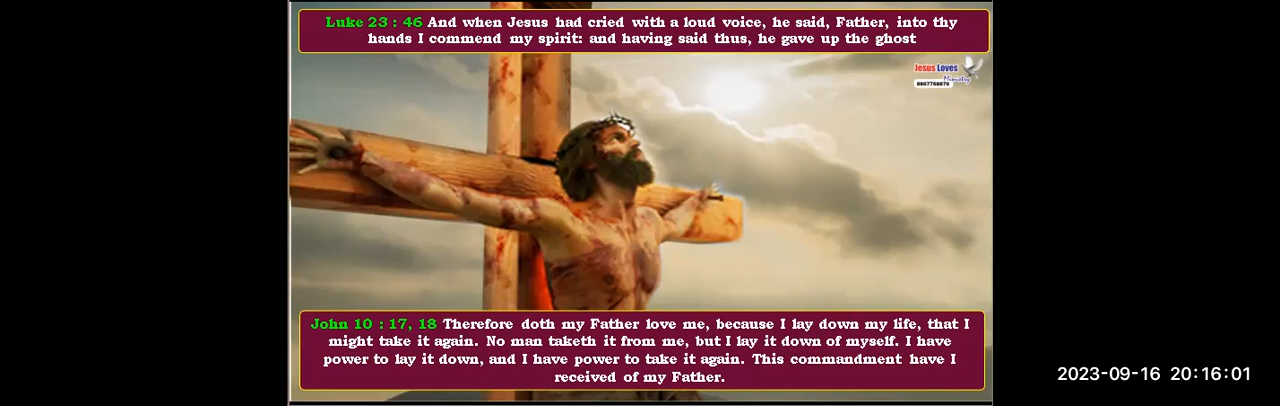 Luke 23 : 46 And when Jesus had cried with a loud voice, he said, Father, into thy
hands I commend my spirit: and having said thus, he gave up the ghost
Jesus Loves
Ministry
8867768876
John 10 : 17, 18 Therefore doth my Father love me, because I lay down my life, that I
might take it again. No man taketh it from me, but I lay it down of myself. I have
power to lay it down, and I have power to take it again. This commandment have I
received of my Father.
2023-09-16 20:16:01